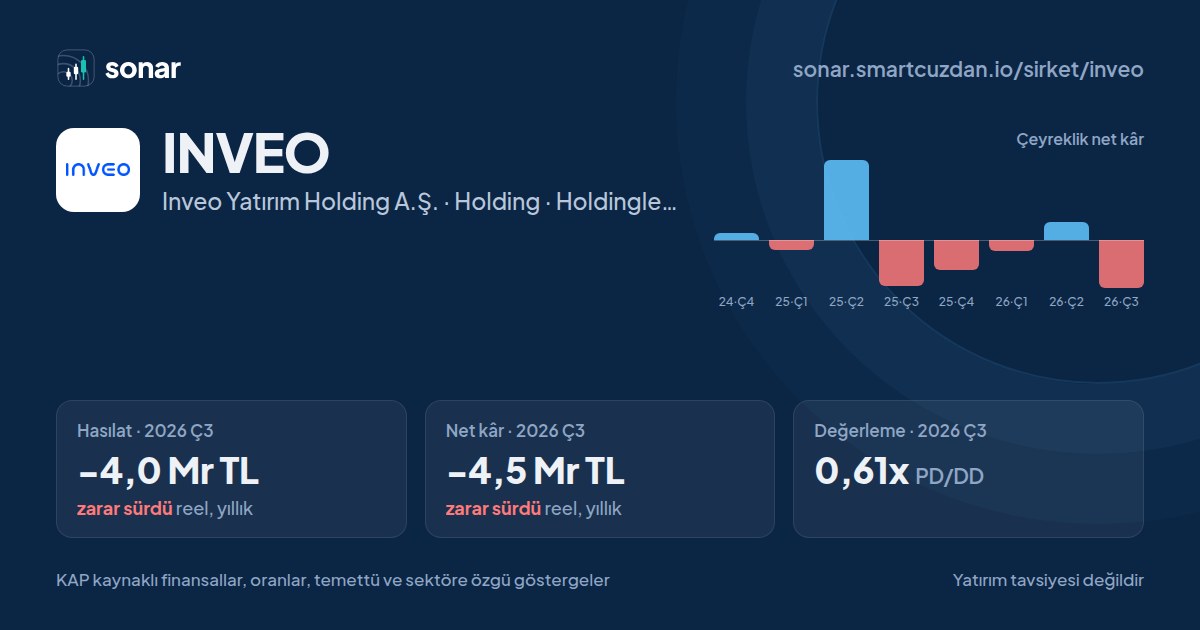 sonar
sonar.smartcuzdan.io/sirket/inveo
INVEO
INVEO
Inveo Yatırım Holding A.Ş. · Holding · Holdingle...
Çeyreklik net kâr
24·Ç4 25·Ç1 25·Ç2 25·Ç3 25·Ç4 26·Ç1 26·Ç2 26·Ç3
Hasılat · 2026 Ç3
−4,0 Mr TL
zarar sürdü reel, yıllık
Net kâr · 2026 Ç3
−4,5 Mr TL
zarar sürdü reel, yıllık
Değerleme · 2026 Ç3
0,61x PD/DD
KAP kaynaklı finansallar, oranlar, temettü ve sektöre özgü göstergeler
Yatırım tavsiyesi değildir